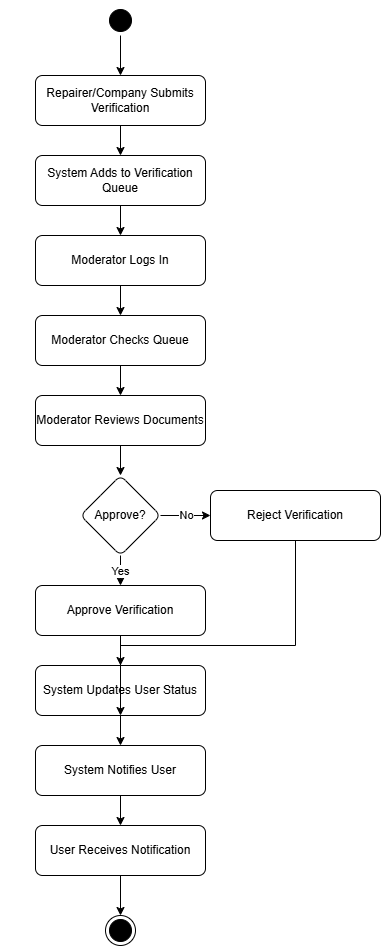 Repairer/Company Submits
Verification
System Adds to Verification
Queue
Moderator Logs In
Moderator Checks Queue
Moderator Reviews Documents
Approve?
No
Reject Verification
Yes
Approve Verification
System Updates User Status
System Notifies User
User Receives Notification